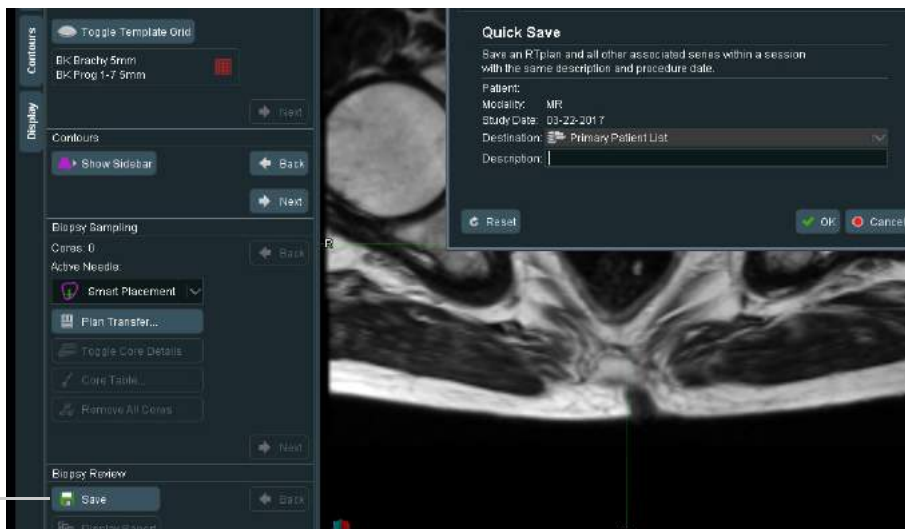 Contours
Display
Toggle Template Grid
BK Brachy 5mm
BK Prog 1-7 5mm
Next
Contours
Show Sidebar
Back
Next
Biopsy Sampling
Cores: 0
Back
Active Needle:
Smart Placement
Plan Transfer...
Toggle Core Details
Core Table...
Remove All Cores
Next
Biopsy Review
Save
Back
Display Report
R
Quick Save
Save an RTplan and all other associated series within a session
with the same description and procedure date.
Patient:
Modality: MR
Study Date: 03-22-2017
Destination: Primary Patient List
Description:
Reset
OK
Cancel